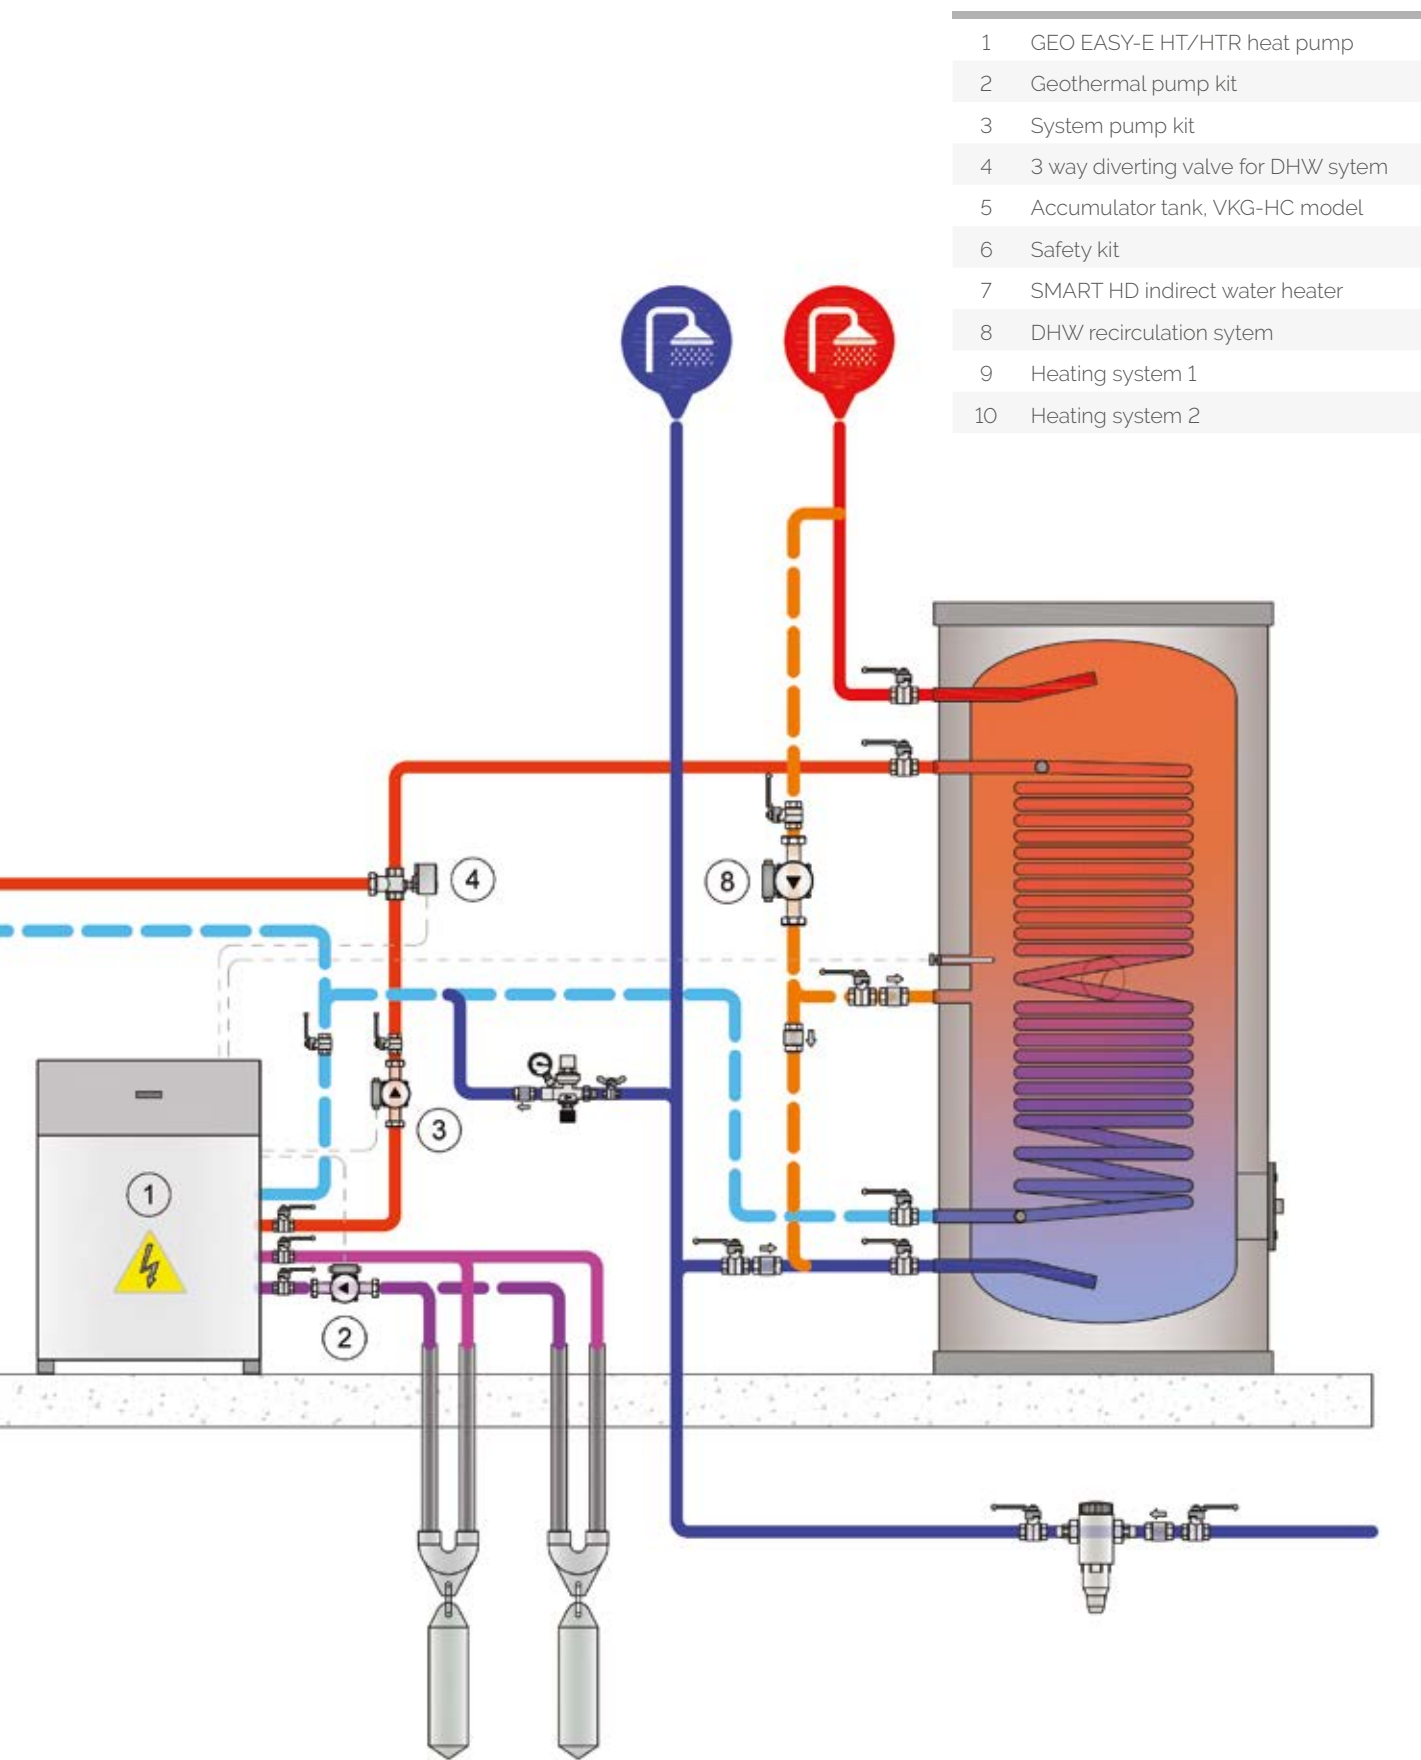 1 GEO EASY-E HT/HTR heat pump
2 Geothermal pump kit
3 System pump kit
4 3 way diverting valve for DHW sytem
5 Accumulator tank, VKG-HC model
6 Safety kit
7 SMART HD indirect water heater
8 DHW recirculation sytem
9 Heating system 1
10 Heating system 2
4
8
3
1
2